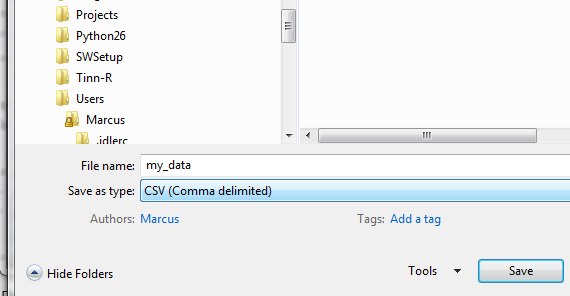 Projects
Python26
SWSetup
Tinn-R
Users
Marcus
.idlerc
File name: my_data
Save as type: CSV (Comma delimited)
Authors: Marcus Tags: Add a tag
Hide Folders Tools Save